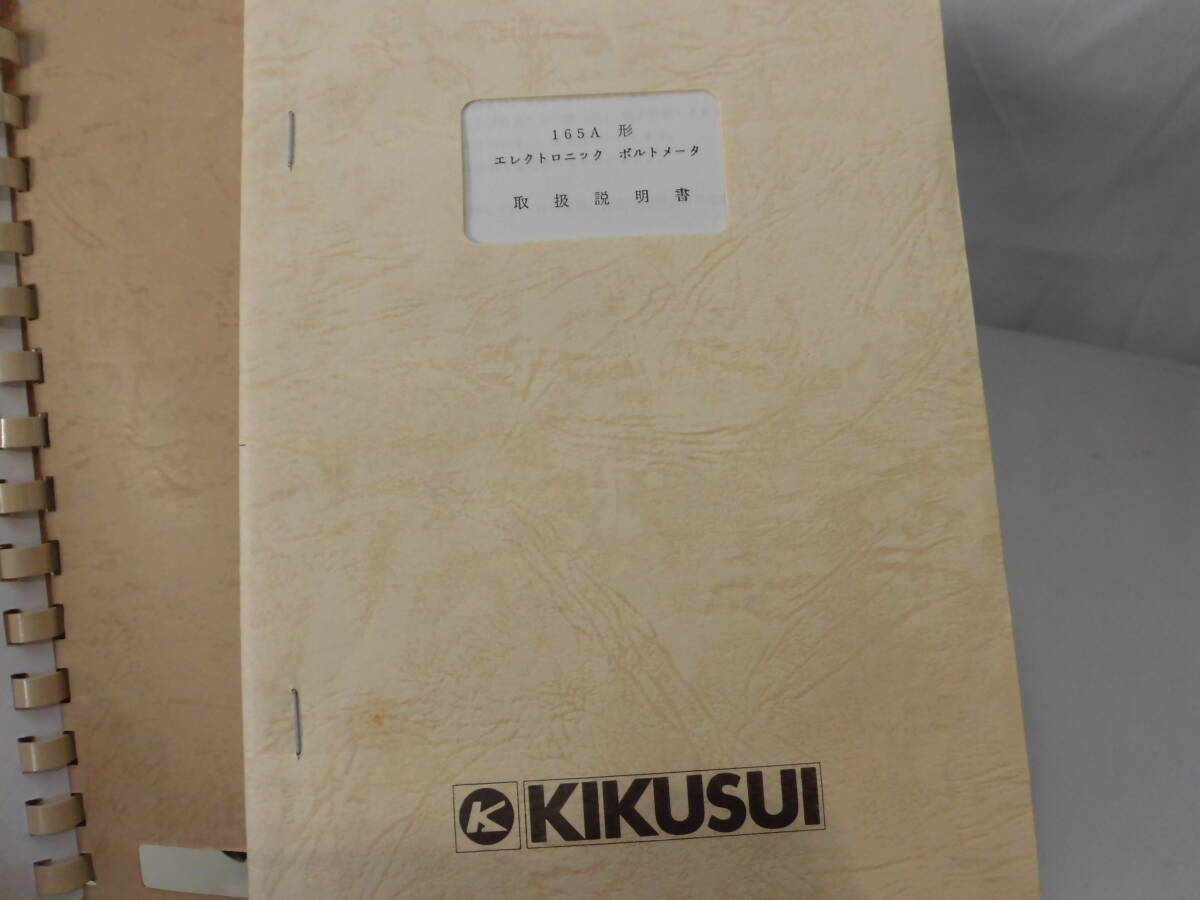 165A 形
エレクトロニック ボルトメータ
取 扱 説 明 書
K KIKUSUI